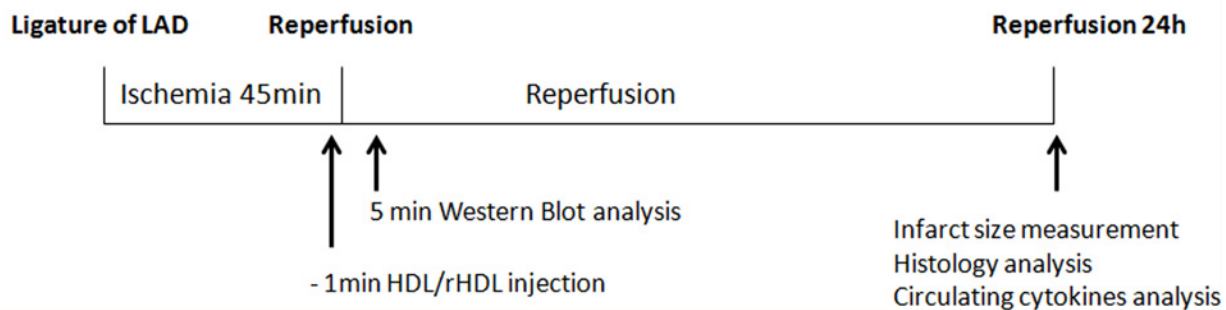 Ligature of LAD
Reperfusion
Reperfusion 24h
Ischemia 45min
Reperfusion
5 min Western Blot analysis
- 1min HDL/rHDL injection
Infarct size measurement
Histology analysis
Circulating cytokines analysis